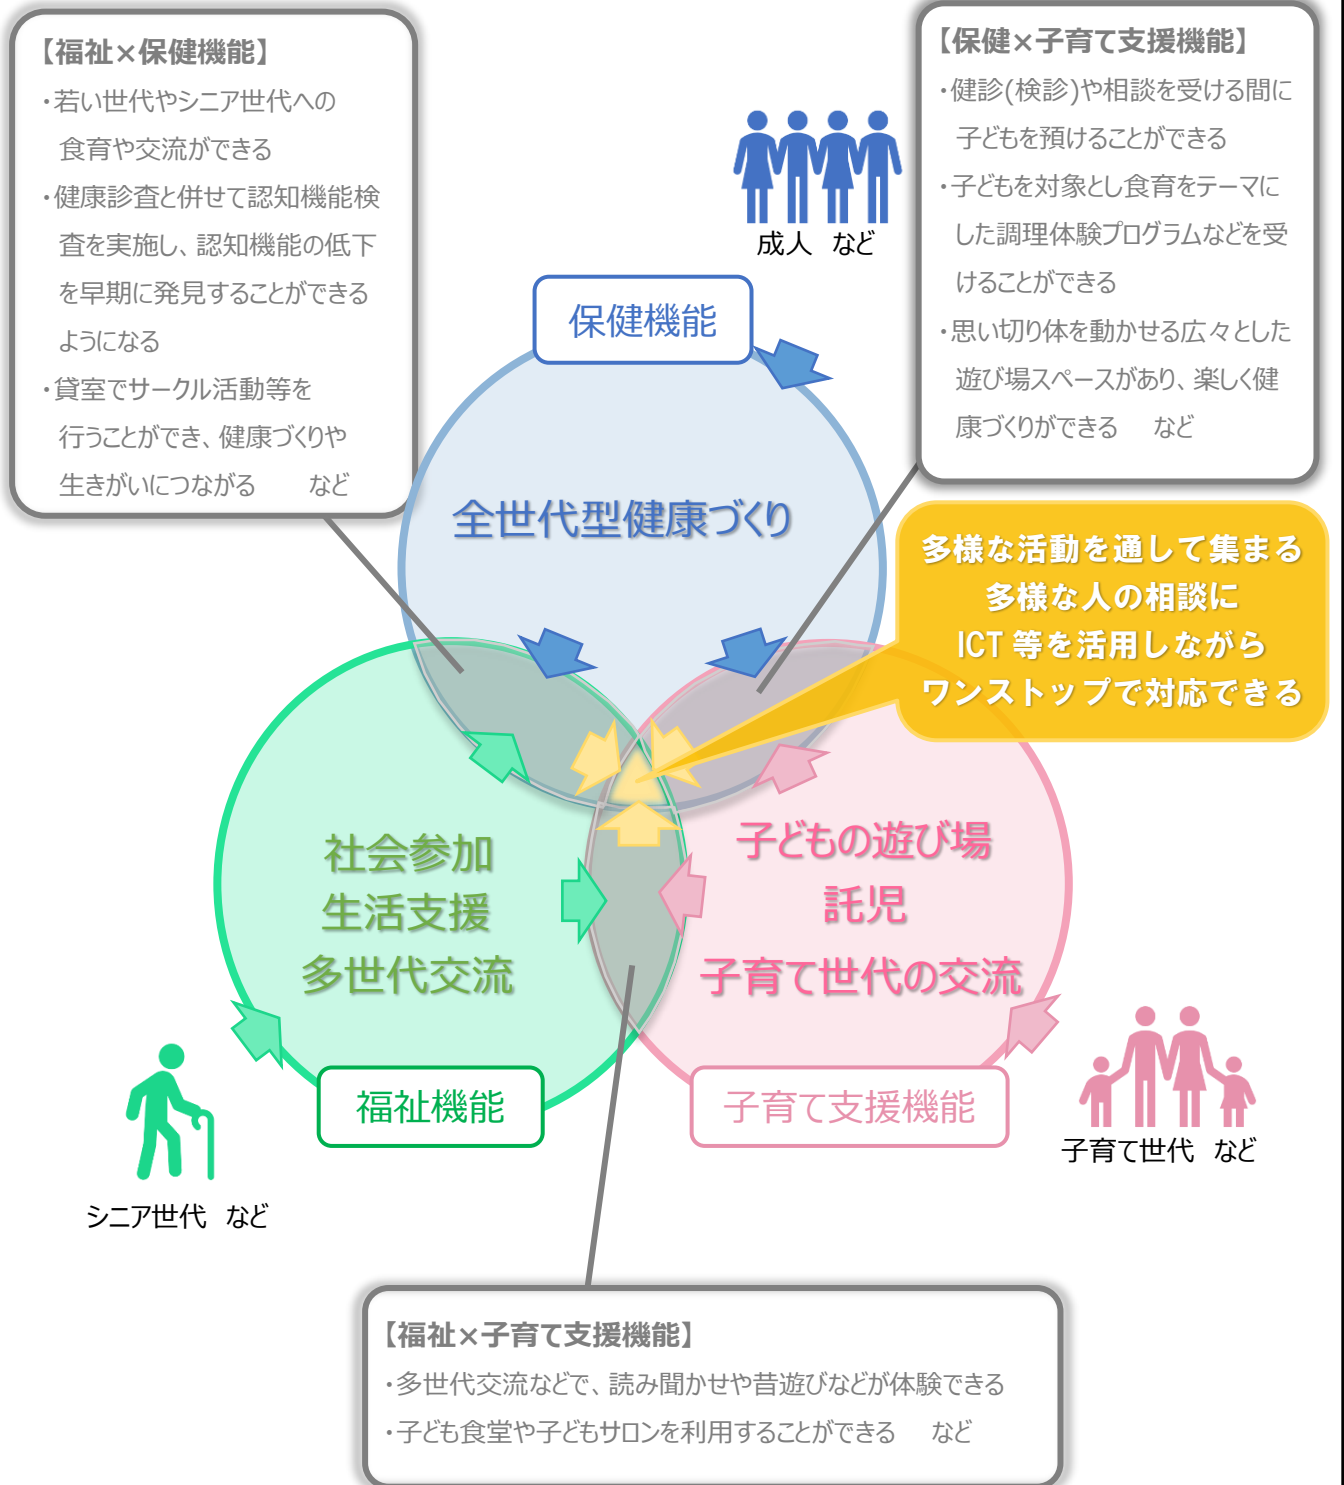 【福祉×保健機能】
・若い世代やシニア世代への
食育や交流ができる
・健康診査と併せて認知機能検
査を実施し、認知機能の低下
を早期に発見することができる
ようになる
・貸室でサークル活動等を
行うことができ、健康づくりや
生きがいにつながる　など
【保健×子育て支援機能】
・健診(検診)や相談を受ける間に
子どもを預けることができる
・子どもを対象とし食育をテーマに
した調理体験プログラムなどを受
けることができる
・思い切り体を動かせる広々とした
遊び場スペースがあり、楽しく健
康づくりができる　など
成人　など
保健機能
全世代型健康づくり
多様な活動を通して集まる
多様な人の相談に
ICT 等を活用しながら
ワンストップで対応できる
社会参加
生活支援
多世代交流
子どもの遊び場
託児
子育て世代の交流
福祉機能
子育て支援機能
シニア世代　など
子育て世代　など
【福祉×子育て支援機能】
・多世代交流などで、読み聞かせや昔遊びなどが体験できる
・子ども食堂や子どもサロンを利用することができる　など